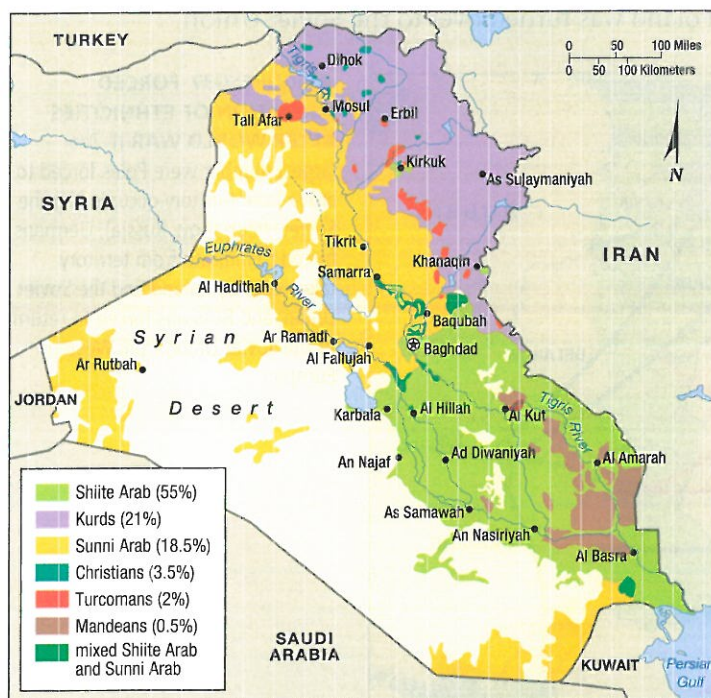 TURKEY
0 50 100 Miles
0 50 100 Kilometers
N
Tigris R.
Dihok
Mosul
Erbil
Tall Afar
Kirkuk
As Sulaymaniyah
SYRIA
IRAN
Tikrit
Euphrates
River
Samarra
Khanaqin
Al Hadithah
Baqubah
Syrian
Desert
Ar Ramadi
Al Fallujah
Baghdad
Ar Rutbah
JORDAN
Karbala
Al Hillah
Al Kut
Tigris
River
An Najaf
Ad Diwaniyah
Al Amarah
As Samawah
An Nasiriyah
Al Basra
Shiite Arab (55%)
Kurds (21%)
Sunni Arab (18.5%)
Christians (3.5%)
Turcomans (2%)
Mandeans (0.5%)
mixed Shiite Arab
and Sunni Arab
SAUDI
ARABIA
KUWAIT
Persian
Gulf